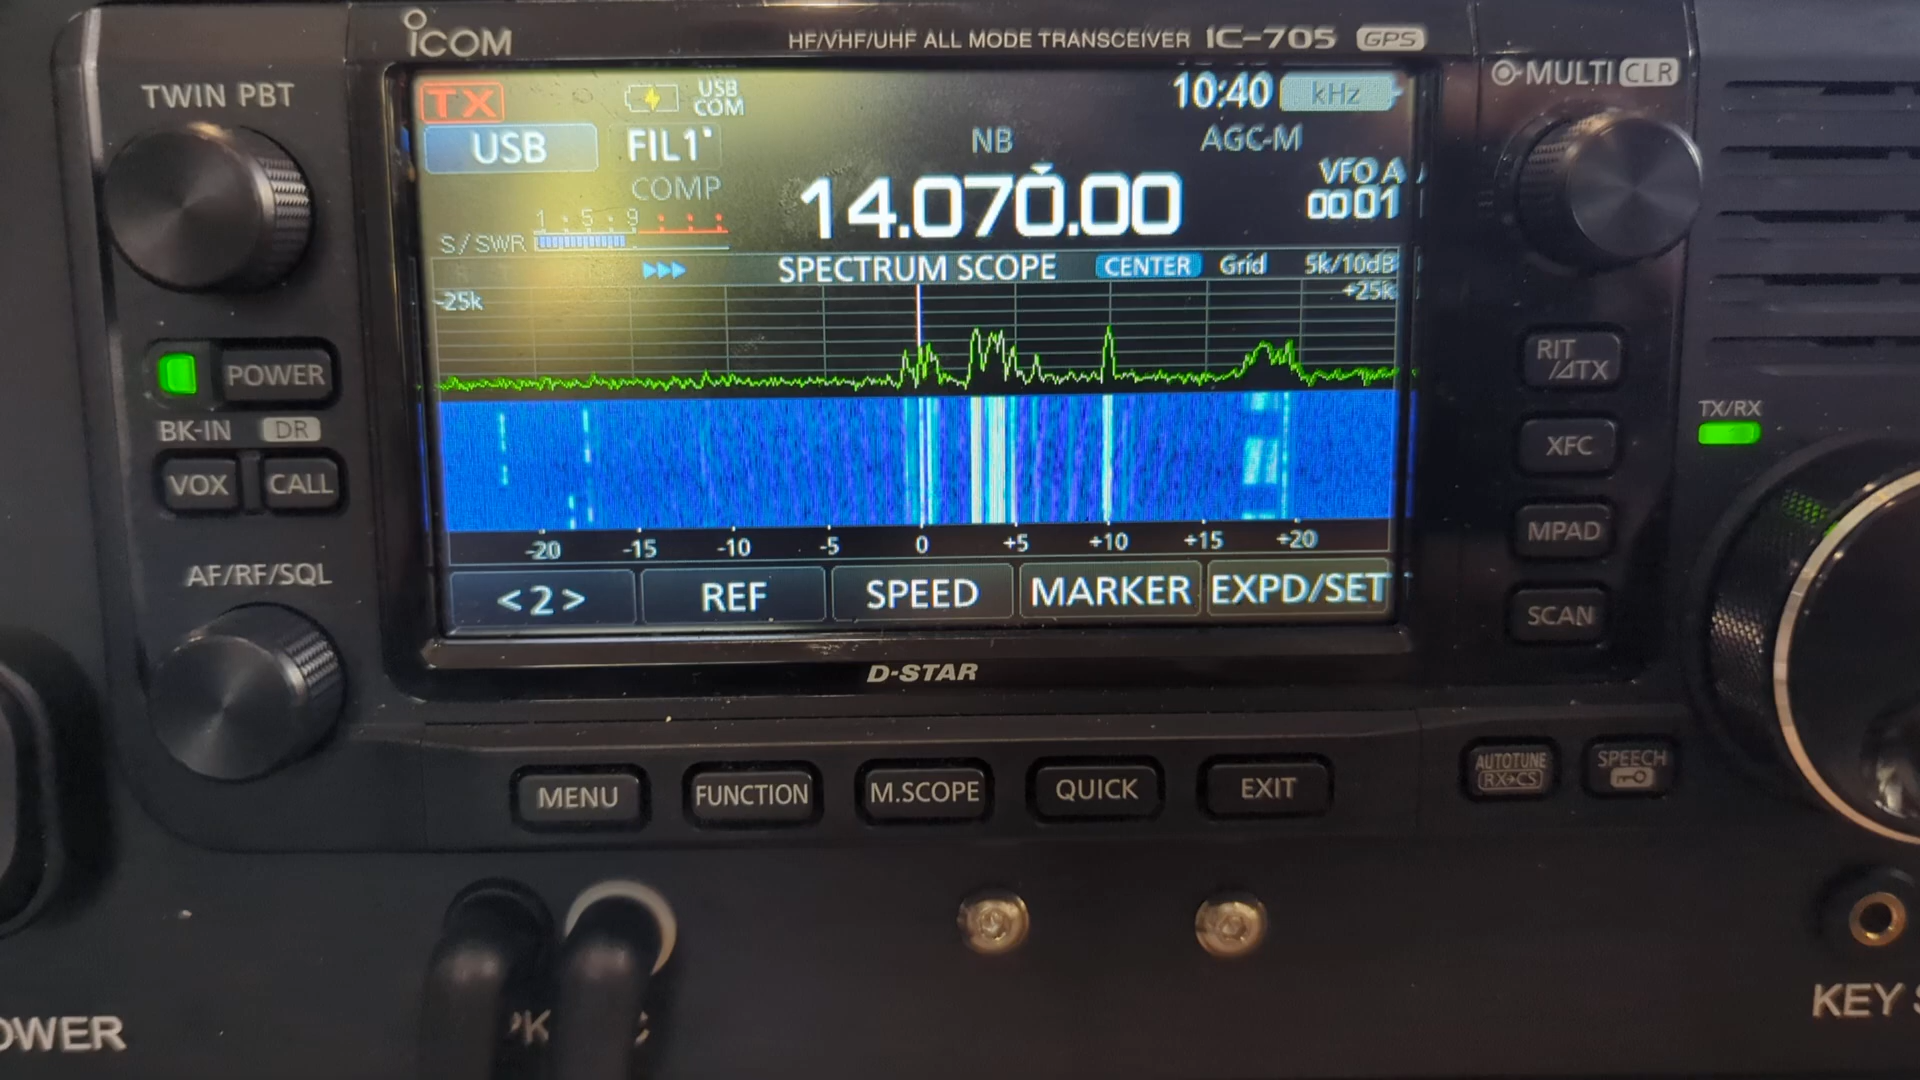 ICOM
HF/VHF/UHF ALL MODE TRANSCEIVER IC-705 GPS
TWIN PBT
MULTI CLR
TX
USB
COM
10:40
kHz
USB
FIL1
NB
AGC-M
COMP
14.070.00
VFO A
0001
1 · 5 · 9
S/SWR
SPECTRUM SCOPE
CENTER
Grid
5k/10dB
-25k
+25k
-20 -15 -10 -5 0 +5 +10 +15 +20
<2>
REF
SPEED
MARKER
EXPD/SET
POWER
BK-IN
DR
VOX
CALL
AF/RF/SQL
RIT
/⊿TX
XFC
MPAD
SCAN
TX/RX
D-STAR
MENU
FUNCTION
M.SCOPE
QUICK
EXIT
AUTOTUNE
RX→CS
SPEECH
KEY